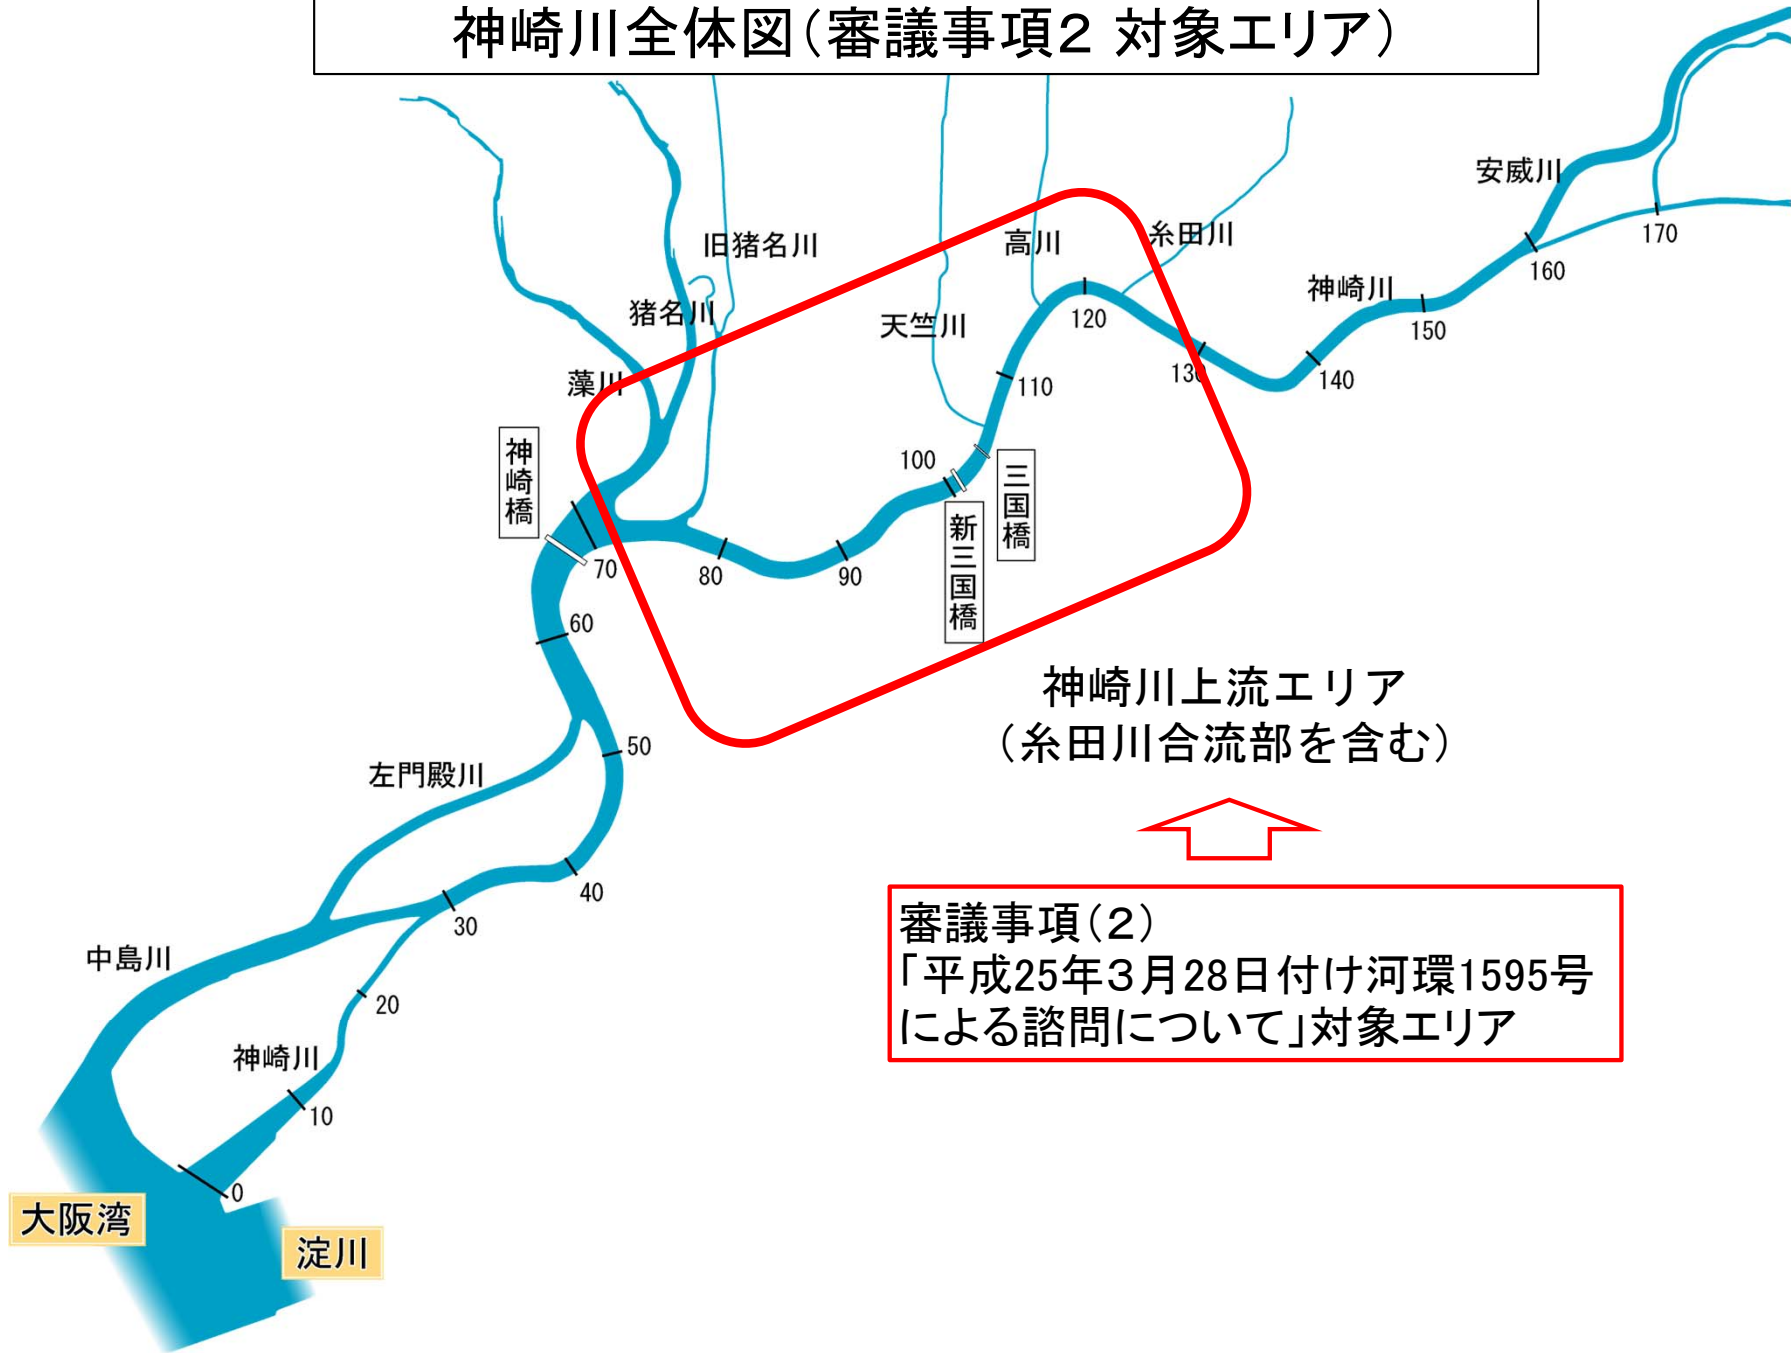 神崎川全体図（審議事項２ 対象エリア）
安威川
170
160
旧猪名川
高川
糸田川
神崎川
150
猪名川
天竺川
120
130
140
藻川
110
神崎橋
100
三国橋
新三国橋
70
80
90
60
神崎川上流エリア
（糸田川合流部を含む）
50
左門殿川
40
30
審議事項（２）
「平成25年３月28日付け河環1595号
による諮問について」対象エリア
中島川
20
神崎川
10
0
大阪湾
淀川